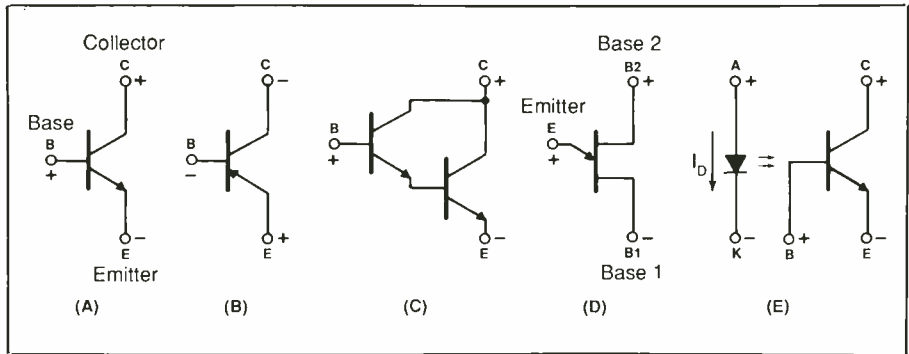 Collector
C
+
Base
B
+
E
−
Emitter
(A)
C
−
B
−
E
+
(B)
C
+
B
+
E
−
(C)
Base 2
B2
+
Emitter
E
+
−
B1
Base 1
(D)
A
+
I_D
−
K
C
+
B
+
E
−
(E)